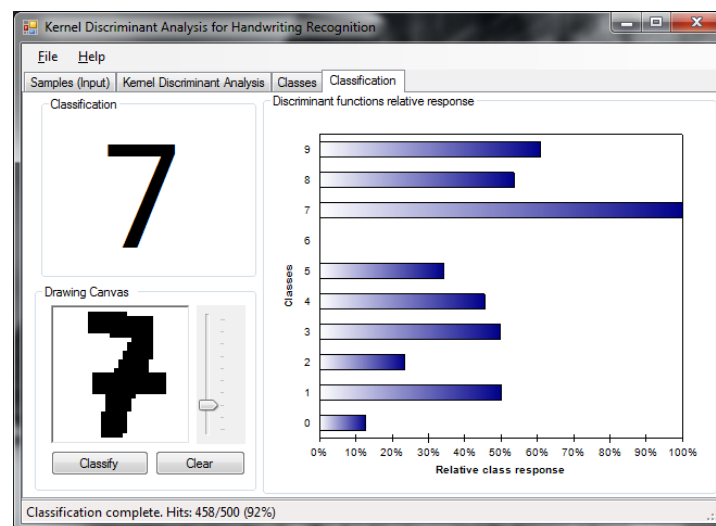 Kernel Discriminant Analysis for Handwriting Recognition
File Help
Samples (Input) Kernel Discriminant Analysis Classes Classification
Classification
7
Drawing Canvas
7
Classify Clear
Discriminant functions relative response
9
8
7
6
5
4
3
2
1
0
Classes
0% 10% 20% 30% 40% 50% 60% 70% 80% 90% 100%
Relative class response
Classification complete. Hits: 458/500 (92%)